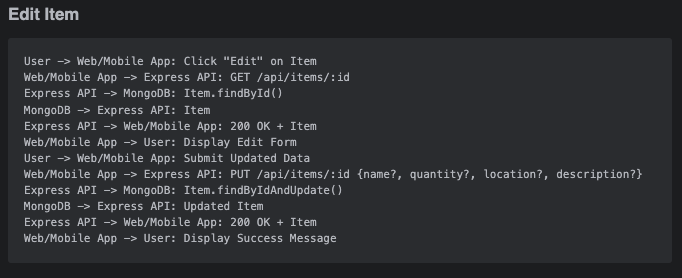 Edit Item
User -> Web/Mobile App: Click "Edit" on Item
Web/Mobile App -> Express API: GET /api/items/:id
Express API -> MongoDB: Item.findById()
MongoDB -> Express API: Item
Express API -> Web/Mobile App: 200 OK + Item
Web/Mobile App -> User: Display Edit Form
User -> Web/Mobile App: Submit Updated Data
Web/Mobile App -> Express API: PUT /api/items/:id {name?, quantity?, location?, description?}
Express API -> MongoDB: Item.findByIdAndUpdate()
MongoDB -> Express API: Updated Item
Express API -> Web/Mobile App: 200 OK + Item
Web/Mobile App -> User: Display Success Message